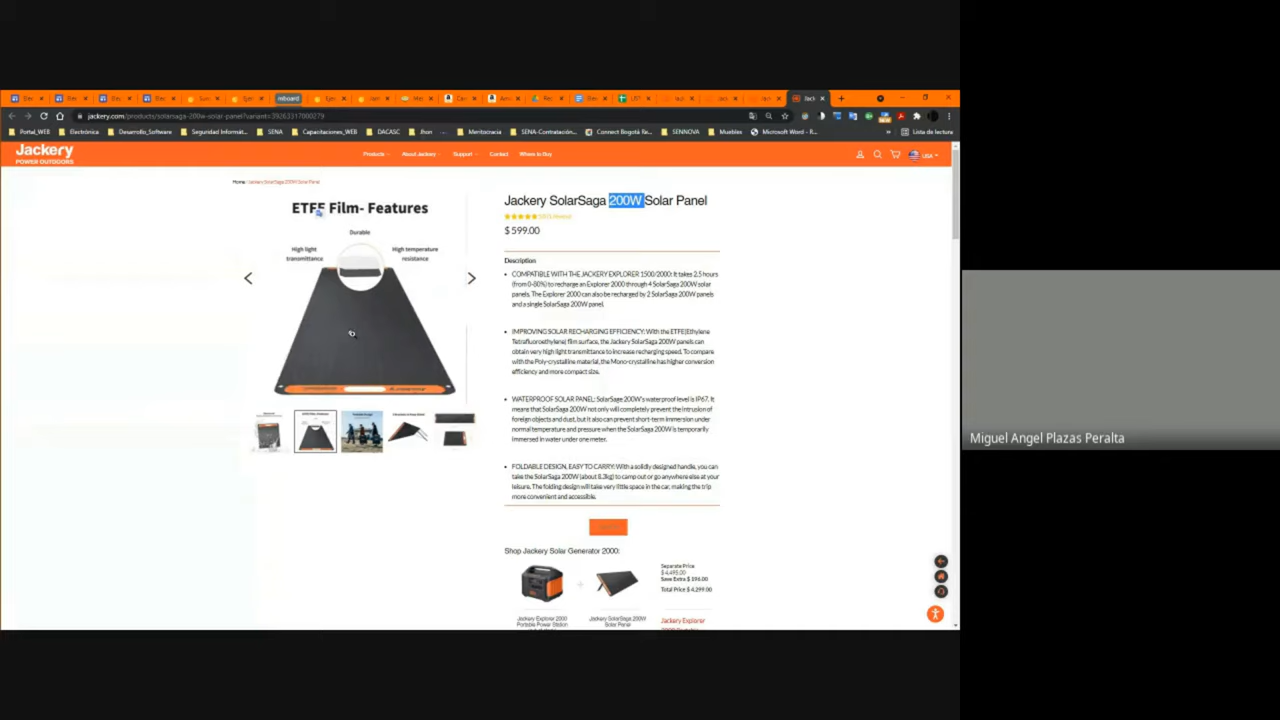 jackery.com/products/solarsaga-200w-solar-panel?variant=39263317000279
Portal_WEB
Electrónica
Desarrollo_Software
Seguridad Informát...
SENA
Capacitaciones_WEB
DACASC
Jhon
Meritocracia
SENA-Contratación...
Connect Bogotá Re...
SENNOVA
Muebles
Microsoft Word - R...
Lista de lectura
Jackery
POWER OUTDOORS
Products
About Jackery
Support
Contact
Where to Buy
USA
Home / Jackery SolarSaga 200W Solar Panel
ETFE Film- Features
Durable
High light transmittance
High temperature resistance
Jackery SolarSaga 200W Solar Panel
$ 599.00
Description
COMPATIBLE WITH THE JACKERY EXPLORER 1500/2000: It takes 2.5 hours
(from 0-80%) to recharge an Explorer 2000 through 4 SolarSaga 200W solar
panels. The Explorer 2000 can also be recharged by 2 SolarSaga 200W panels
and a single SolarSaga 200W panel.
IMPROVING SOLAR RECHARGING EFFICIENCY: With the ETFE(Ethylene
Tetrafluoroethylene) film surface, the Jackery SolarSaga 200W panels can
obtain very high light transmittance to increase recharging speed. To compare
with the Poly-crystalline material, the Mono-crystalline has higher conversion
efficiency and more compact size.
WATERPROOF SOLAR PANEL: SolarSage 200W's waterproof level is IP67. It
means that SolarSaga 200W not only will completely prevent the intrusion of
foreign objects and dust, but it also can prevent short-term immersion under
normal temperature and pressure when the SolarSaga 200W is temporarily
immersed in water under one meter.
FOLDABLE DESIGN, EASY TO CARRY: With a solidly designed handle, you can
take the SolarSaga 200W (about 8.3kg) to camp out or go anywhere else at your
leisure. The folding design will take very little space in the car, making the trip
more convenient and accessible.
Shop Jackery Solar Generator 2000:
Separate Price
$ 4,495.00
Save Extra $ 196.00
Total Price $ 4,299.00
Jackery Explorer 2000
Portable Power Station
Jackery SolarSaga 200W
Solar Panel
Jackery Explorer
Miguel Angel Plazas Peralta